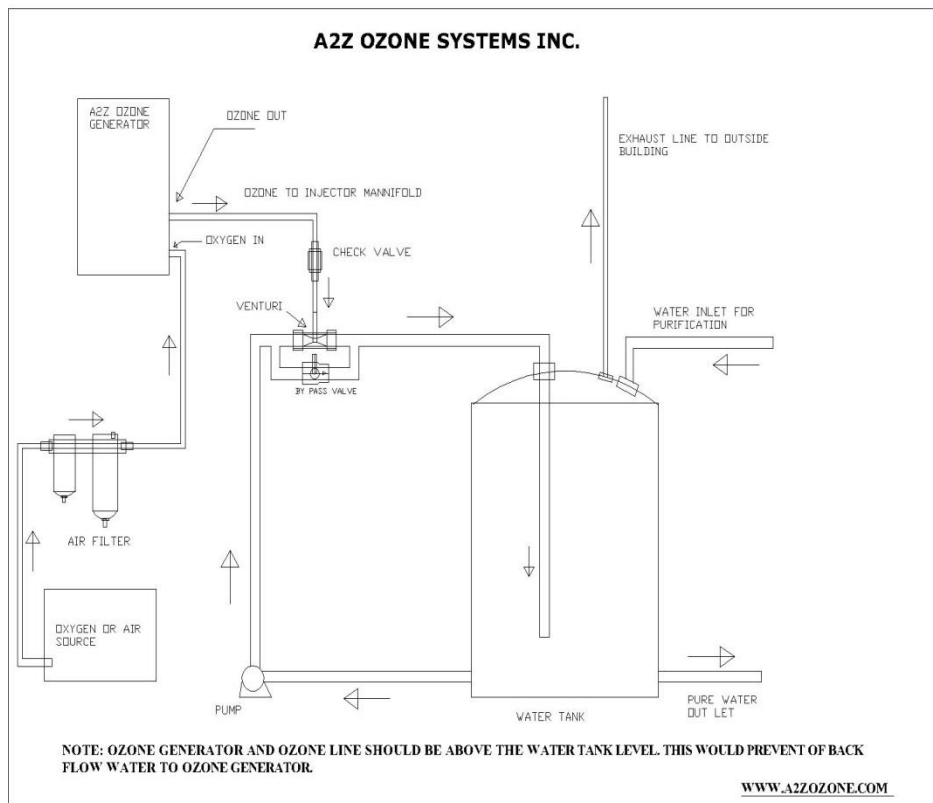 A2Z OZONE SYSTEMS INC.
A2Z OZONE
GENERATOR
OZONE OUT
EXHAUST LINE TO OUTSIDE
BUILDING
OZONE TO INJECTOR MANNIFOLD
OXYGEN IN
CHECK VALVE
VENTURI
WATER INLET FOR
PURIFICATION
BY PASS VALVE
AIR FILTER
OXYGEN OR AIR
SOURCE
PUMP
WATER TANK
PURE WATER
OUT LET
NOTE: OZONE GENERATOR AND OZONE LINE SHOULD BE ABOVE THE WATER TANK LEVEL. THIS WOULD PREVENT OF BACK
FLOW WATER TO OZONE GENERATOR.
WWW.A2ZOZONE.COM